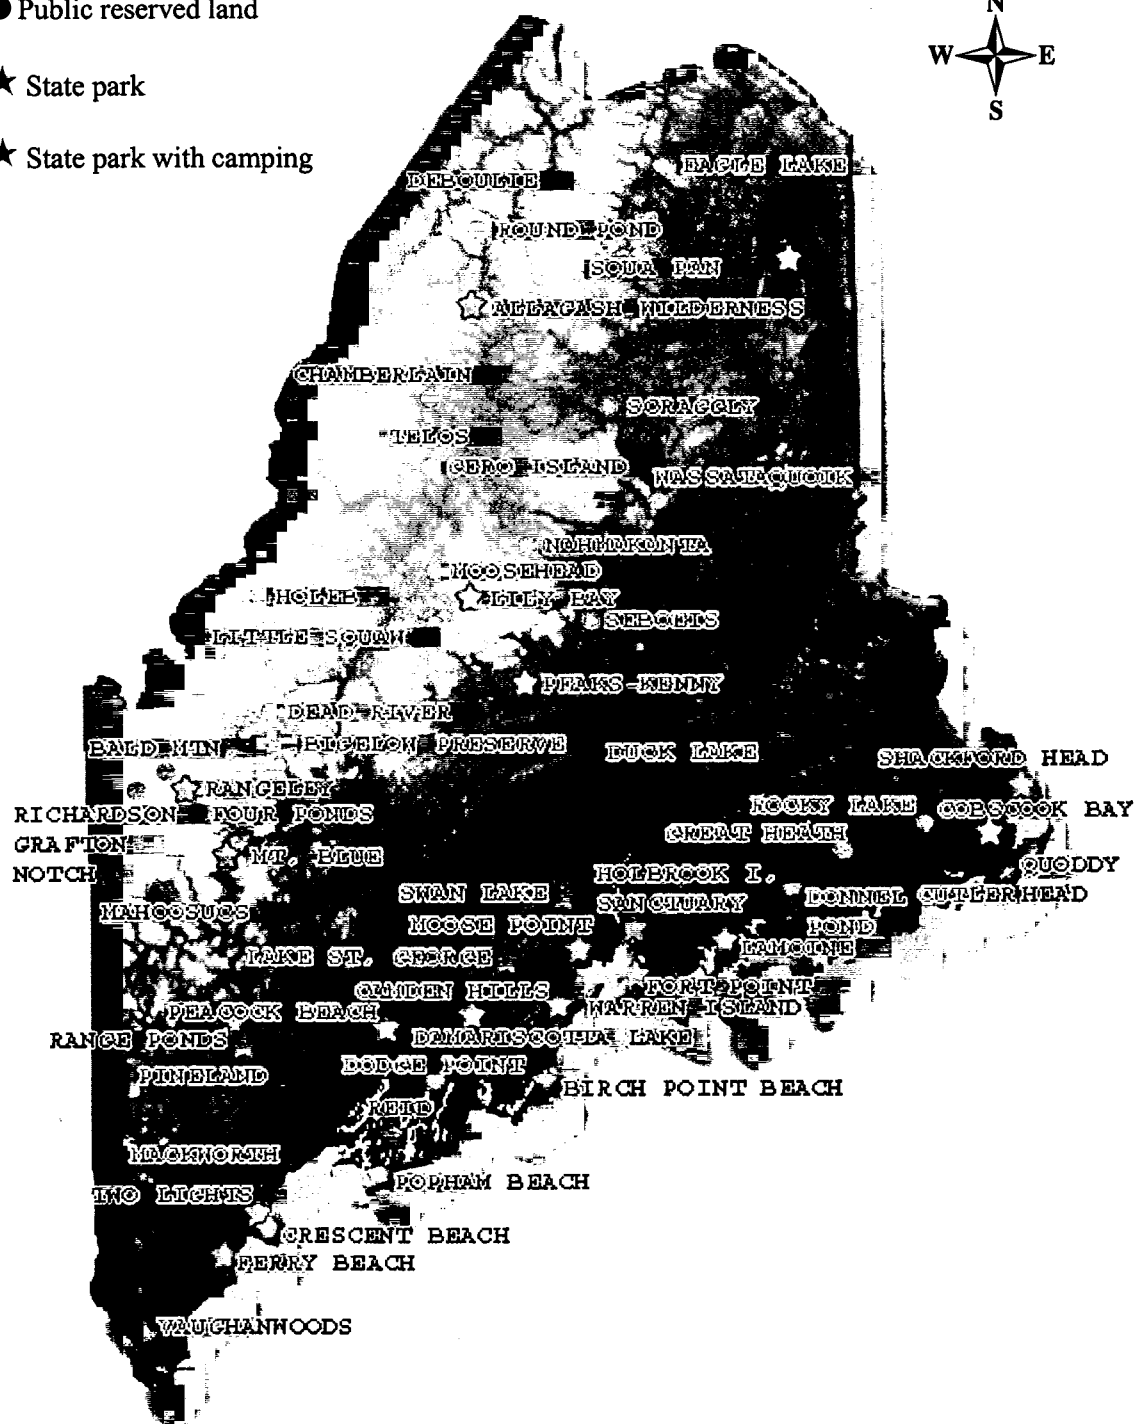 Public reserved land
N
W E
S
State park
State park with camping
EAGLE LAKE
DEBOULIE
ROUND POND
SQUA PAN
ALLAGASH WILDERNESS
CHAMBERLAIN
SCRAGGLY
TELOS
GERO ISLAND
WASSATAQUOIK
NAHMAKONTA
MOOSEHEAD
HOLEB
LILY BAY
SEBOEIS
LITTLE SQUAW
PEAKS-KENNY
DEAD RIVER
BALD MTN
BIGELOW PRESERVE
DUCK LAKE
SHACKFORD HEAD
RANGELEY
ROCKY LAKE
COBSCOOK BAY
RICHARDSON
FOUR PONDS
GREAT HEATH
GRAFTON
NOTCH
MT. BLUE
QUODDY
HEAD
HOLBROOK I.
SANCTUARY
SWAN LAKE
DONNEL
POND
CUTLER
MAHOOSUCS
MOOSE POINT
LAMOINE
LAKE ST. GEORGE
FORT POINT
CAMDEN HILLS
WARREN ISLAND
PEACOCK BEACH
RANGE PONDS
DAMARISCOTTA LAKE
DODGE POINT
PINELAND
BIRCH POINT BEACH
REID
MACKWORTH
POPHAM BEACH
TWO LIGHTS
CRESCENT BEACH
FERRY BEACH
VAUGHANWOODS